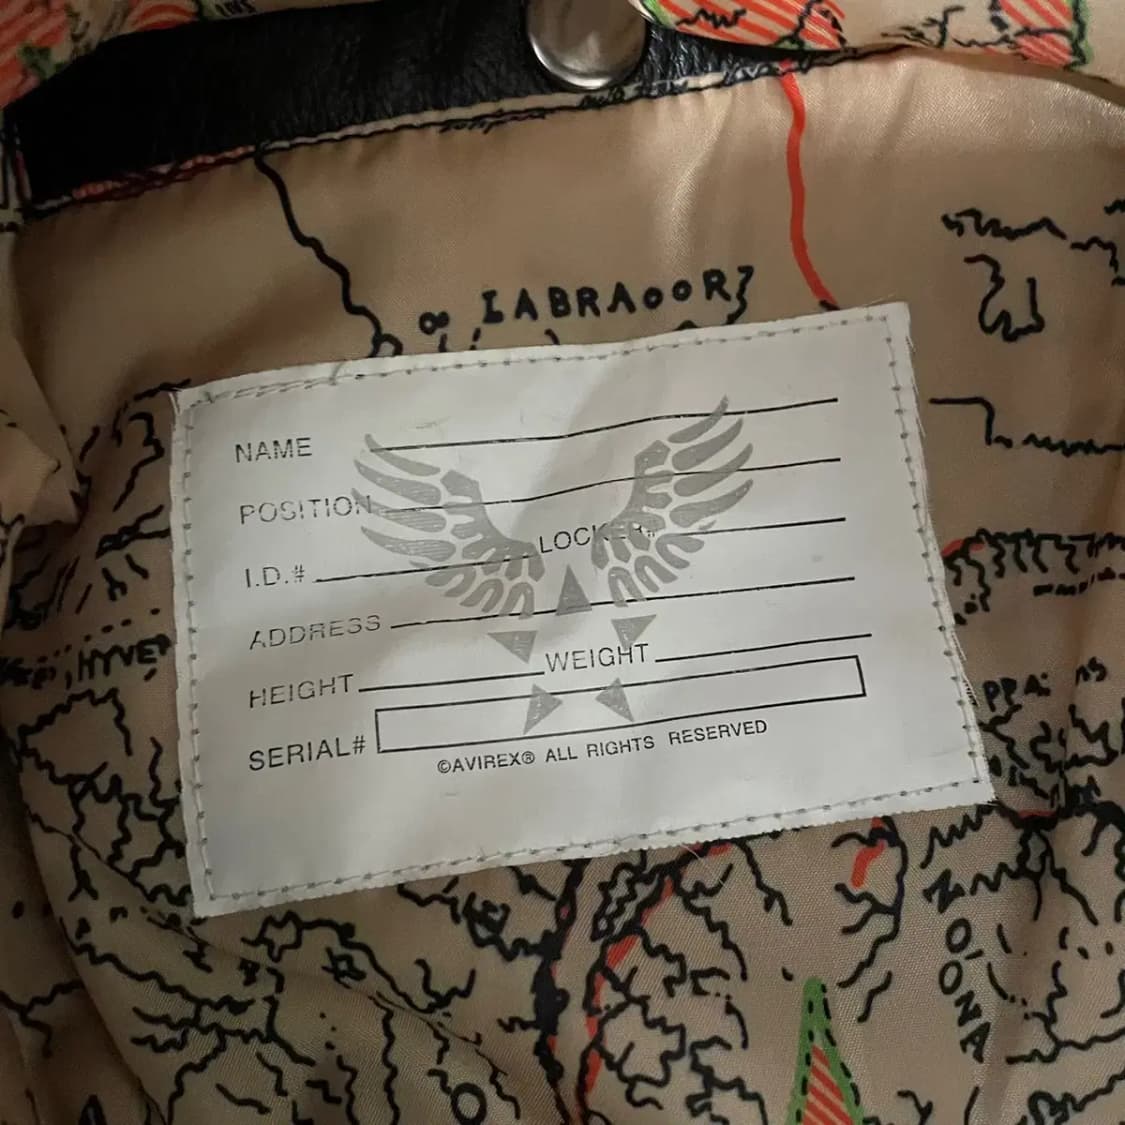 LABRAOOR
NAME
POSITION
I.D.# LOCKER#
ADDRESS
HEIGHT WEIGHT
SERIAL#
©AVIREX® ALL RIGHTS RESERVED